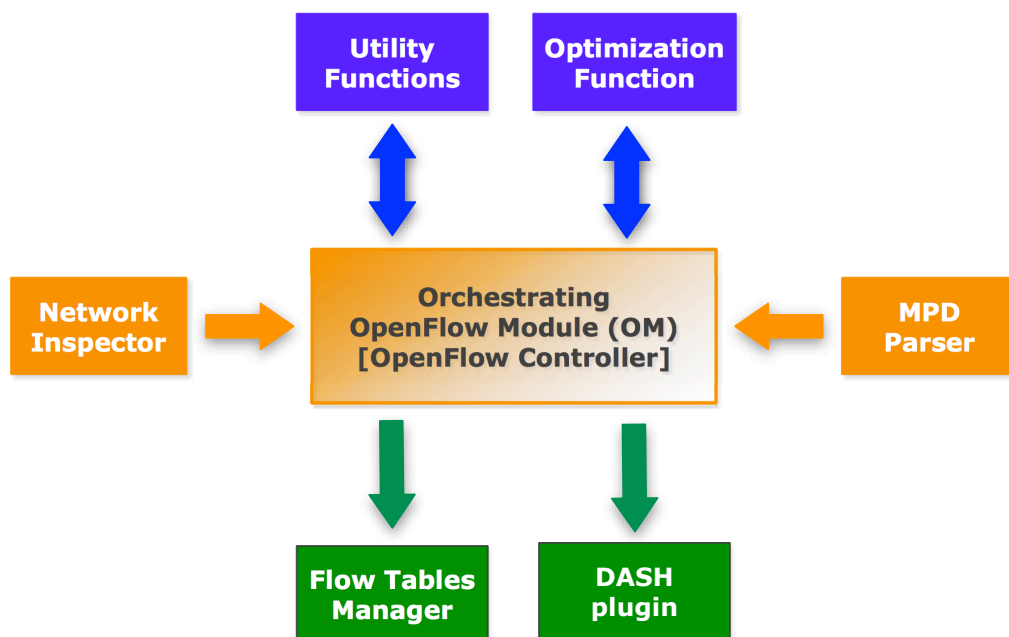 Utility
Functions
Optimization
Function
Network
Inspector
Orchestrating
OpenFlow Module (OM)
[OpenFlow Controller]
MPD
Parser
Flow Tables
Manager
DASH
plugin